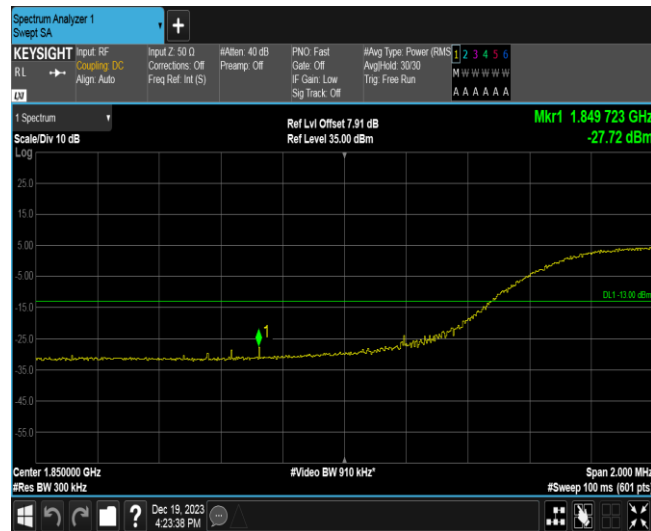 Spectrum Analyzer 1
Swept SA
+
KEYSIGHT
RL
LXI
Input: RF
Coupling: DC
Align: Auto
Input Z: 50 Ω
Corrections: Off
Freq Ref: Int (S)
#Atten: 40 dB
Preamp: Off
PNO: Fast
Gate: Off
IF Gain: Low
Sig Track: Off
#Avg Type: Power (RMS
Avg|Hold: 30/30
Trig: Free Run
1 2 3 4 5 6
M W W W W W
A A A A A A
1 Spectrum
Scale/Div 10 dB
Log
Ref Lvl Offset 7.91 dB
Ref Level 35.00 dBm
Mkr1 1.849 723 GHz
-27.72 dBm
25.0
15.0
5.00
-5.00
DL1 -13.00 dBm
-15.0
-25.0
1
-35.0
-45.0
-55.0
Center 1.850000 GHz
#Res BW 300 kHz
#Video BW 910 kHz*
Span 2.000 MHz
#Sweep 100 ms (601 pts)
?
Dec 19, 2023
4:23:38 PM